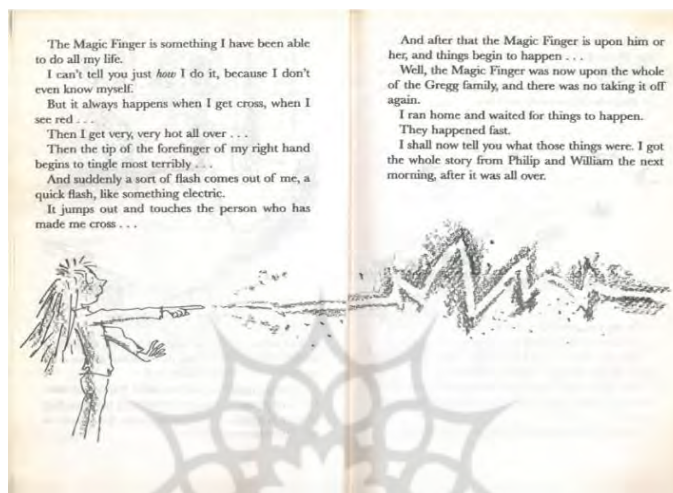 The Magic Finger is something I have been able
to do all my life.
I can't tell you just how I do it, because I don't
even know myself.
But it always happens when I get cross, when I
see red . . .
Then I get very, very hot all over . . .
Then the tip of the forefinger of my right hand
begins to tingle most terribly . . .
And suddenly a sort of flash comes out of me, a
quick flash, like something electric.
It jumps out and touches the person who has
made me cross . . .
And after that the Magic Finger is upon him or
her, and things begin to happen . . .
Well, the Magic Finger was now upon the whole
of the Gregg family, and there was no taking it off
again.
I ran home and waited for things to happen.
They happened fast.
I shall now tell you what those things were. I got
the whole story from Philip and William the next
morning, after it was all over.